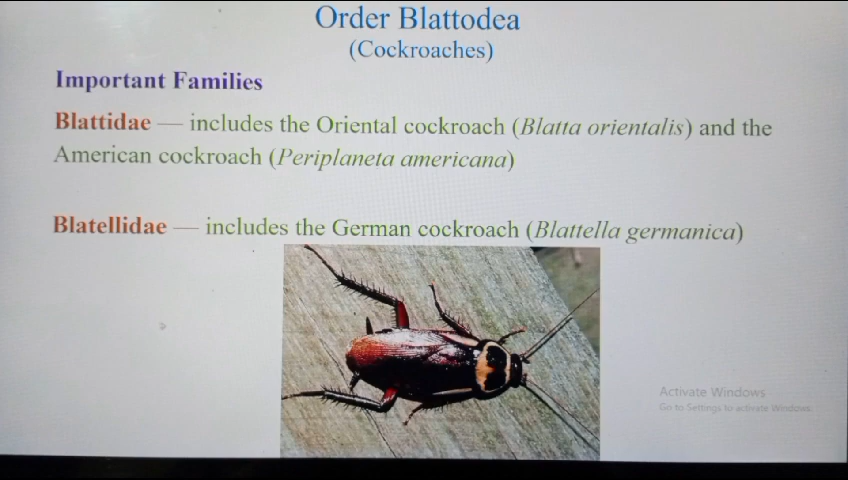 Order Blattodea
(Cockroaches)
Important Families
Blattidae — includes the Oriental cockroach (Blatta orientalis) and the
American cockroach (Periplaneta americana)
Blatellidae — includes the German cockroach (Blattella germanica)
Activate Windows
Go to Settings to activate Windows.